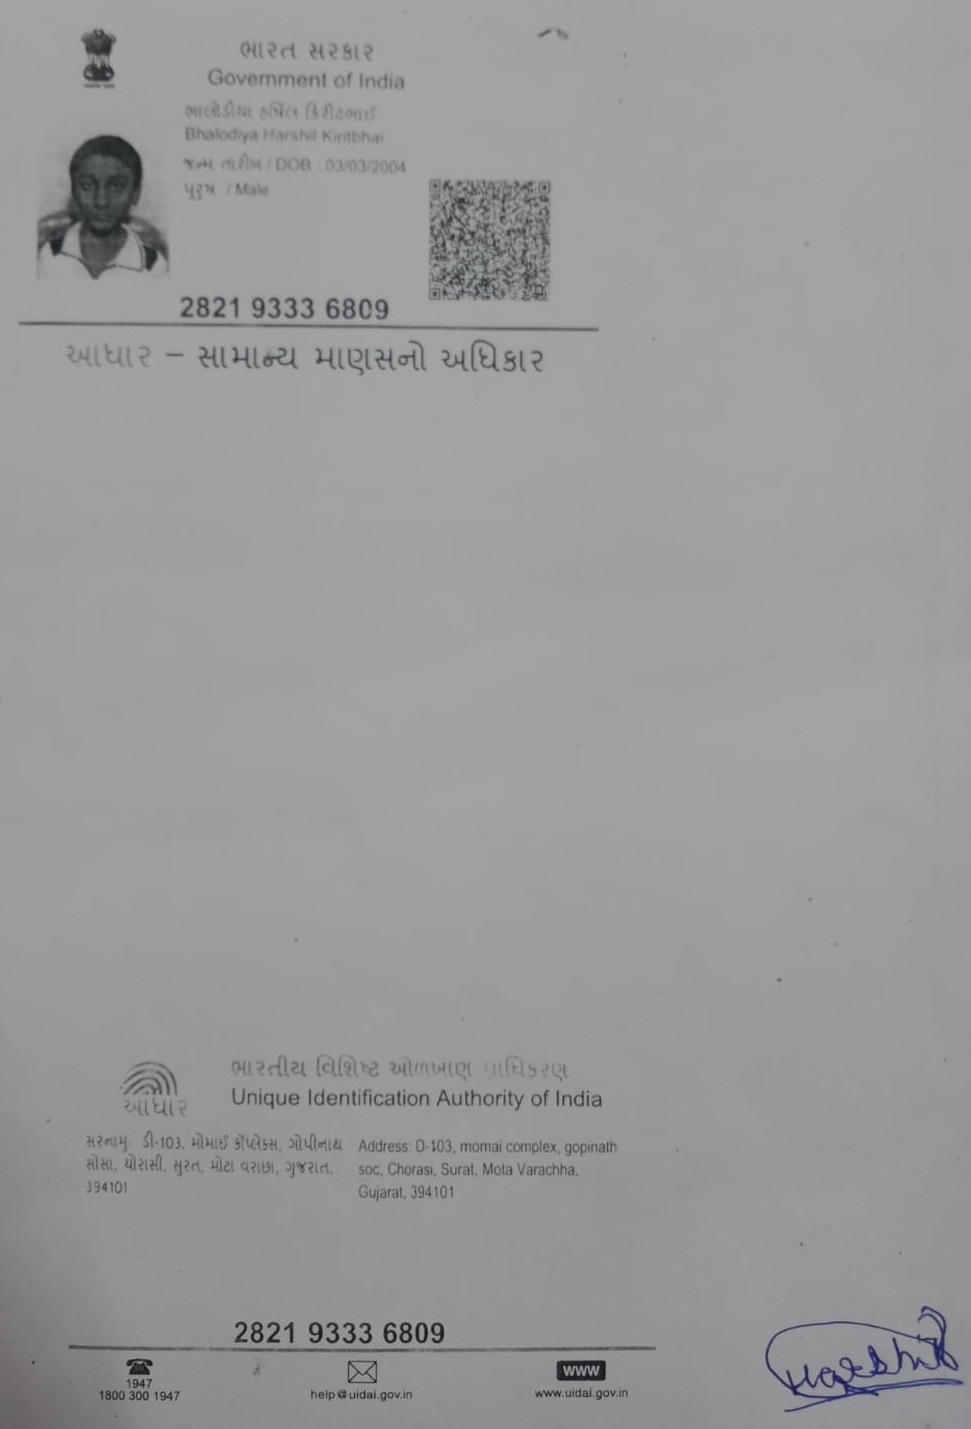 ભારત સરકાર
Government of India
ભાલોડીયા હર્ષિલ કિરીટભાઈ
Bhalodiya Harshil Kiritbhai
જન્મ તારીખ / DOB : 03/03/2004
પુરુષ / Male
2821 9333 6809
આધાર – સામાન્ય માણસનો અધિકાર
ભારતીય વિશિષ્ટ ઓળખાણ પ્રાધિકરણ
Unique Identification Authority of India
આધાર
સરનામું: ડી-103, મોમાઈ કૉપ્લેક્સ, ગોપીનાથ
સોસા, ચોરાસી, સુરત, મોટા વરાછા, ગુજરાત,
394101
Address: D-103, momai complex, gopinath
soc, Chorasi, Surat, Mota Varachha,
Gujarat, 394101
2821 9333 6809
1947
1800 300 1947
help@uidai.gov.in
WWW
www.uidai.gov.in
Harshil